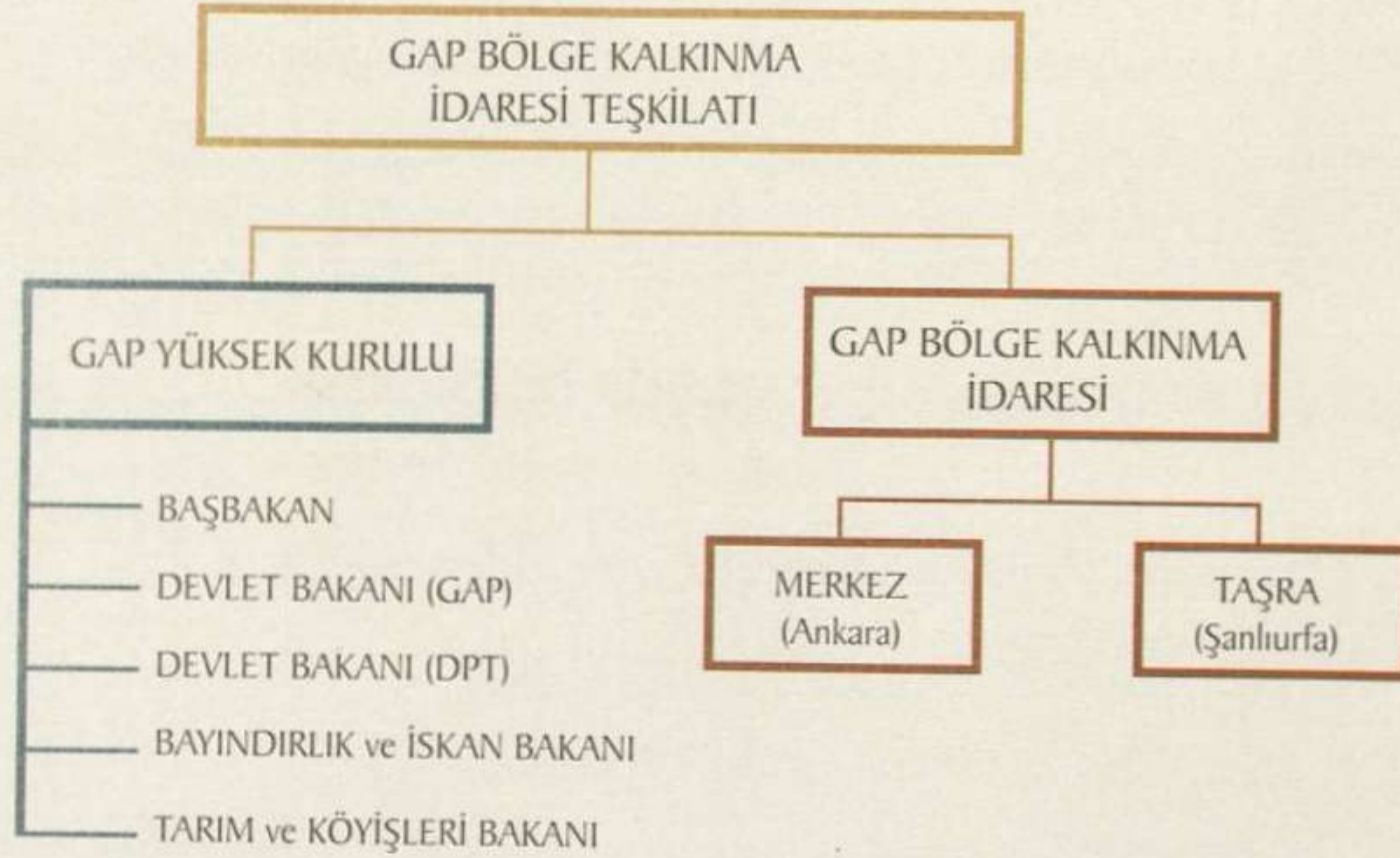 GAP BÖLGE KALKINMA
İDARESİ TEŞKİLATI
GAP YÜKSEK KURULU
BAŞBAKAN
DEVLET BAKANI (GAP)
DEVLET BAKANI (DPT)
BAYINDIRLIK ve İSKAN BAKANI
TARIM ve KÖYİŞLERİ BAKANI
GAP BÖLGE KALKINMA
İDARESİ
MERKEZ
(Ankara)
TAŞRA
(Şanlıurfa)